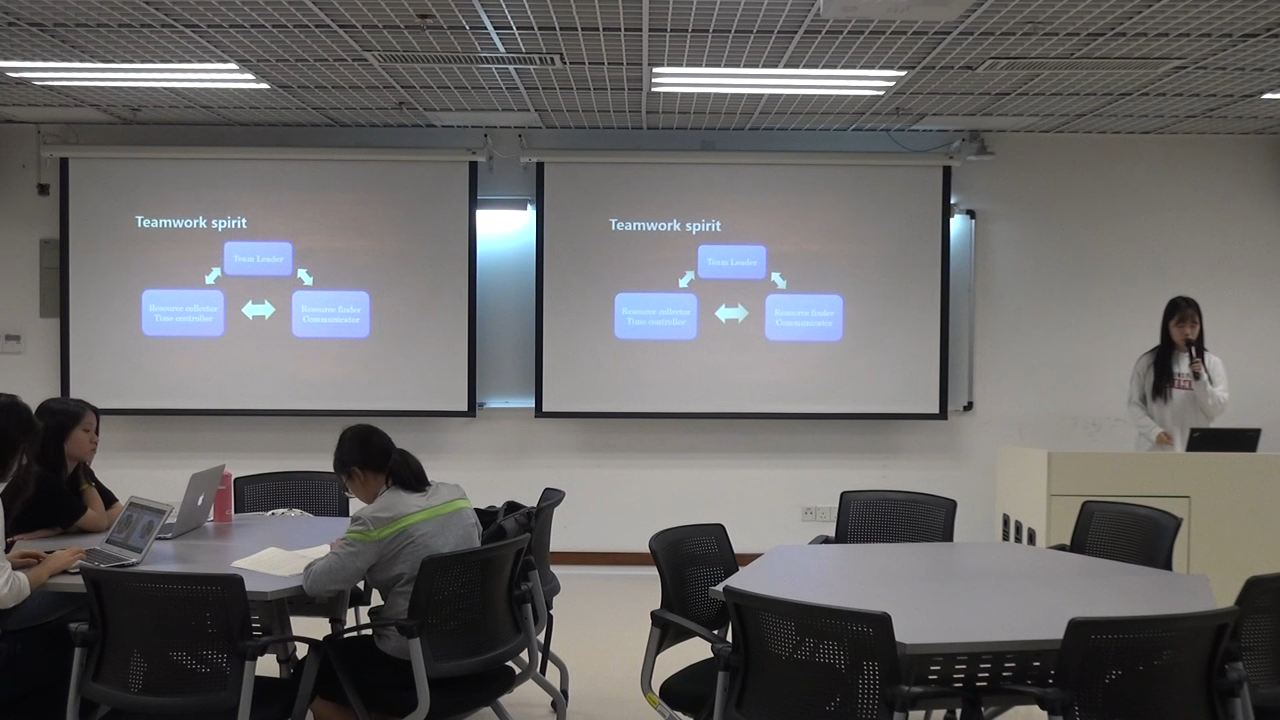 Teamwork spirit
Team Leader
Resource collector
Time controller
Resource finder
Communicator
Teamwork spirit
Team Leader
Resource collector
Time controller
Resource finder
Communicator